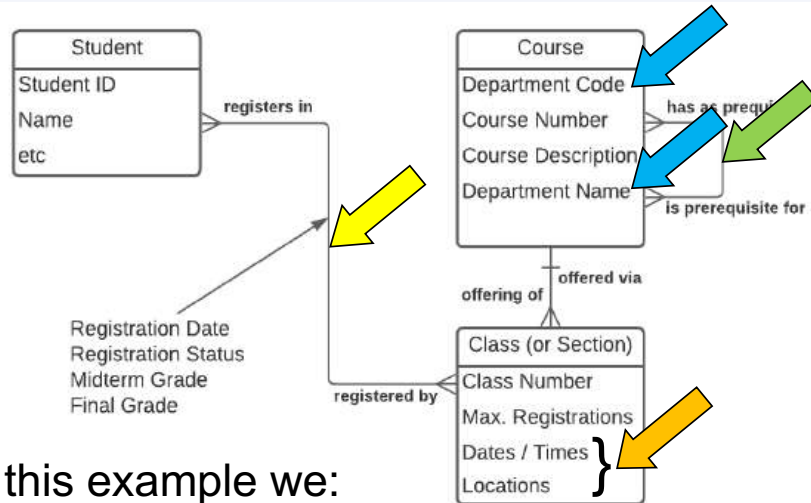 Student
Student ID
Name
etc
registers in
Course
Department Code
Course Number
Course Description
Department Name
has as
is prerequisite for
offered via
offering of
Registration Date
Registration Status
Midterm Grade
Final Grade
registered by
Class (or Section)
Class Number
Max. Registrations
Dates / Times
Locations
}
this example we: